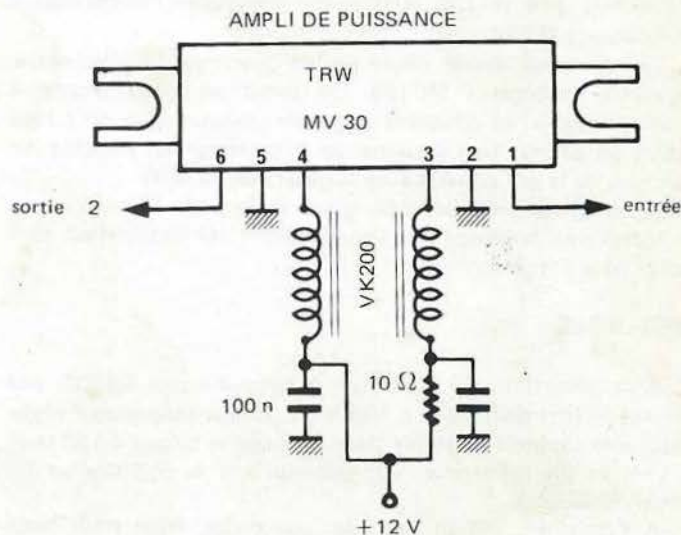 AMPLI DE PUISSANCE
TRW
MV 30
6 5 4 3 2 1
sortie 2
entrée
VK200
100 n
10 Ω
+12 V